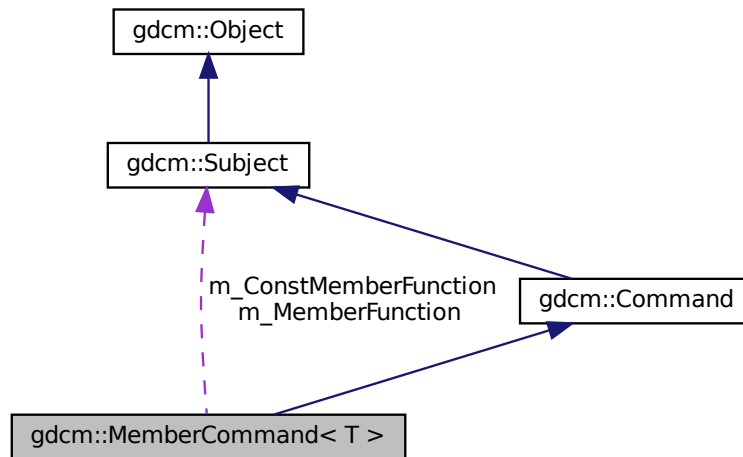 gdcm::Object
gdcm::Subject
m_ConstMemberFunction
m_MemberFunction
gdcm::Command
gdcm::MemberCommand< T >